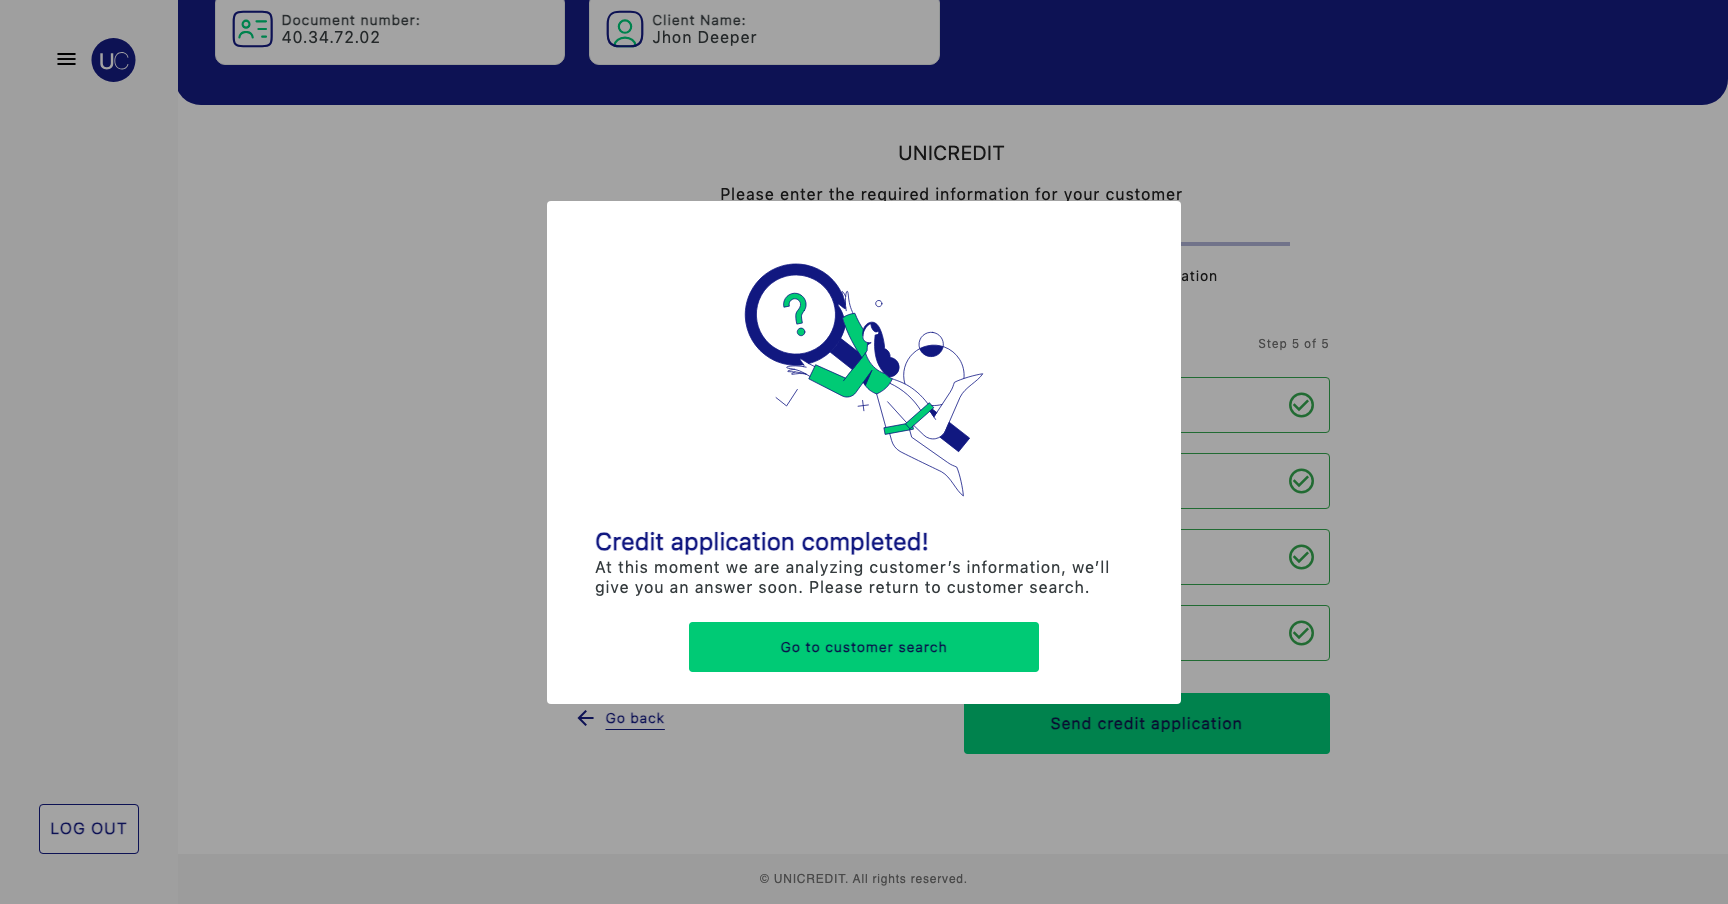 Document number:
40.34.72.02
Client Name:
Jhon Deeper
UC
UNICREDIT
Please enter the required information for your customer
ation
Step 5 of 5
?
Credit application completed!
At this moment we are analyzing customer’s information, we’ll
give you an answer soon. Please return to customer search.
Go to customer search
Go back
Send credit application
LOG OUT
© UNICREDIT. All rights reserved.